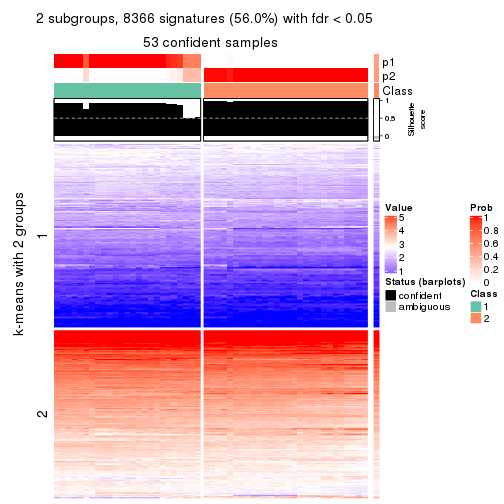 2 subgroups, 8366 signatures (56.0%) with fdr < 0.05
53 confident samples
p1
p2
Class
1
0.5
0
Silhouette
score
k-means with 2 groups
1
2
Value
5
4
3
2
1
Status (barplots)
confident
ambiguous
Prob
1
0.8
0.6
0.4
0.2
0
Class
1
2